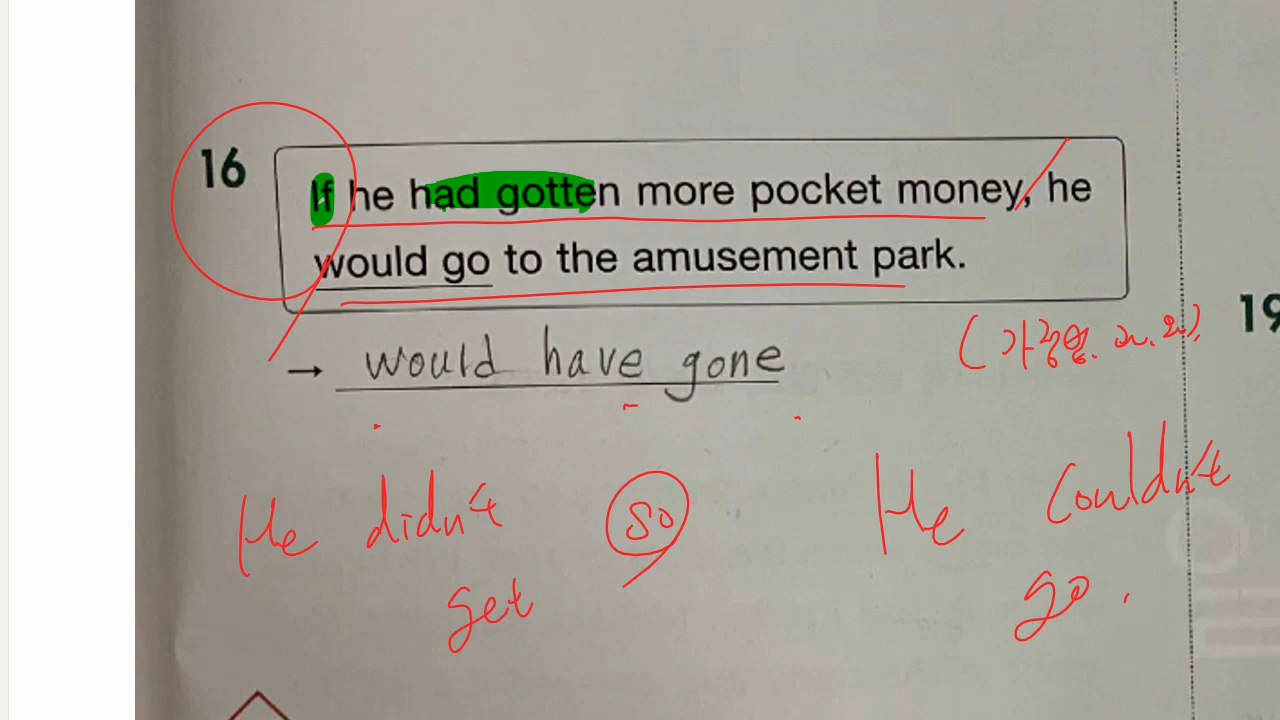 16
If he had gotten more pocket money, he
would go to the amusement park.
→ would have gone
19
He didn't so He couldn't
get go.